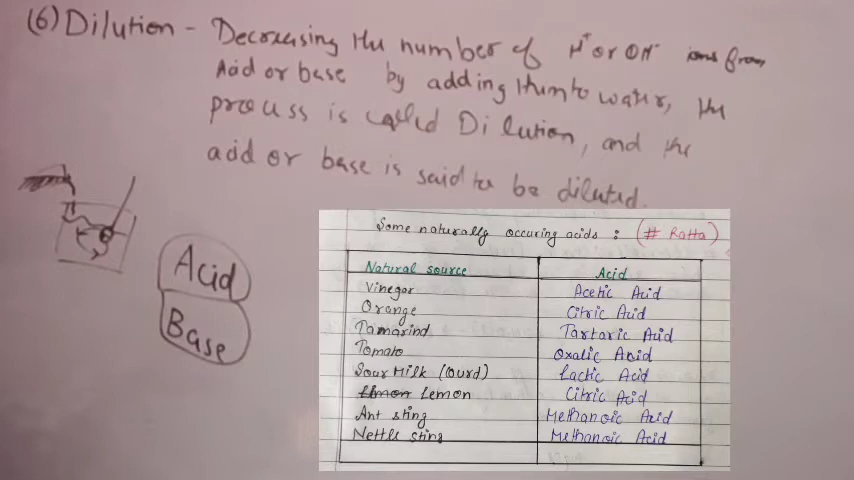 (6) Dilution - Decreasing the number of H⁺ or OH⁻ ions from
Acid or base by adding them to water, the
process is called Dilution, and the
acid or base is said to be diluted.
Acid
Base
Some naturally occuring acids : (# Ratta)
Natural source Acid
Vinegar Acetic Acid
Orange Citric Acid
Tamarind Tartaric Acid
Tomato Oxalic Acid
Sour Milk (Curd) Lactic Acid
Lemon Citric Acid
Ant sting Methanoic Acid
Nettle sting Methanoic Acid